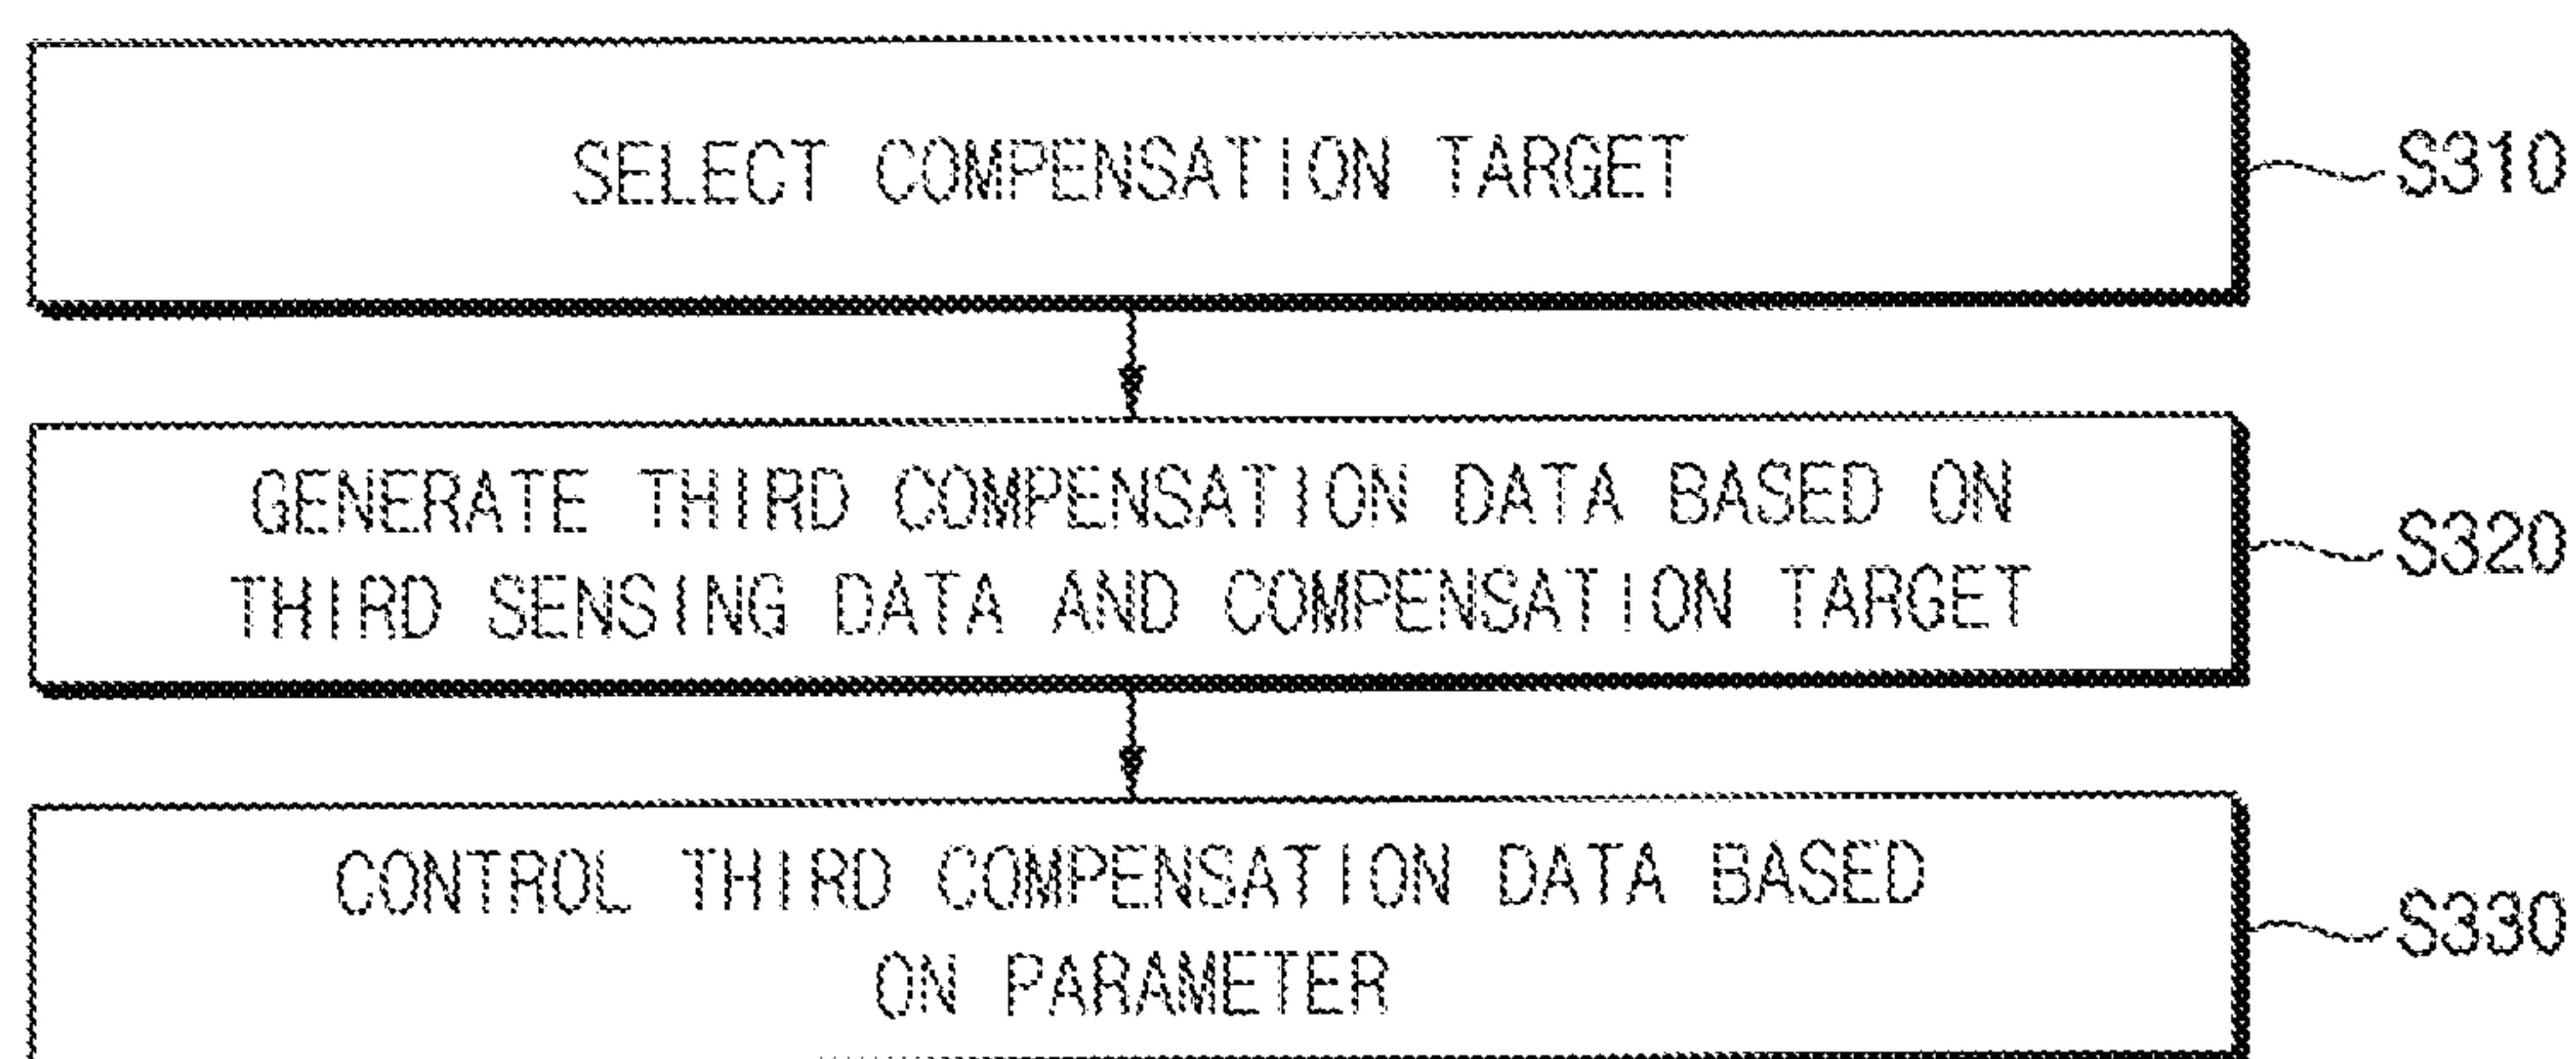 SELECT COMPENSATION TARGET
S310
GENERATE THIRD COMPENSATION DATA BASED ON
THIRD SENSING DATA AND COMPENSATION TARGET
S320
CONTROL THIRD COMPENSATION DATA BASED
ON PARAMETER
S330